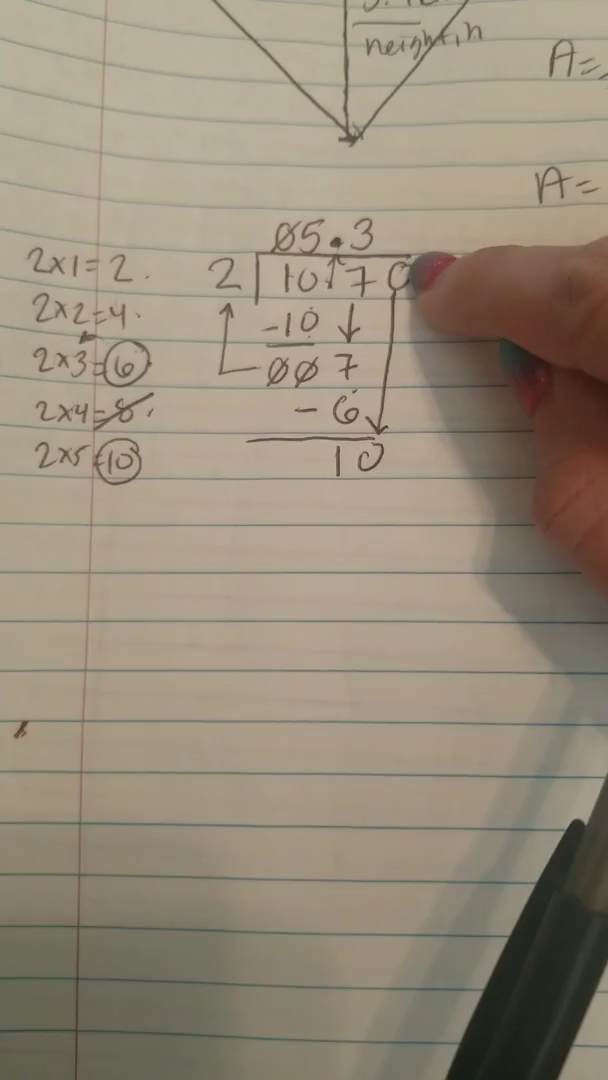 height, h
A=
A=
05.3
2x1=2.
2 10.70
2x2=4.
-10
2x3=6
007
2x4=8.
-6
2x5=10
10